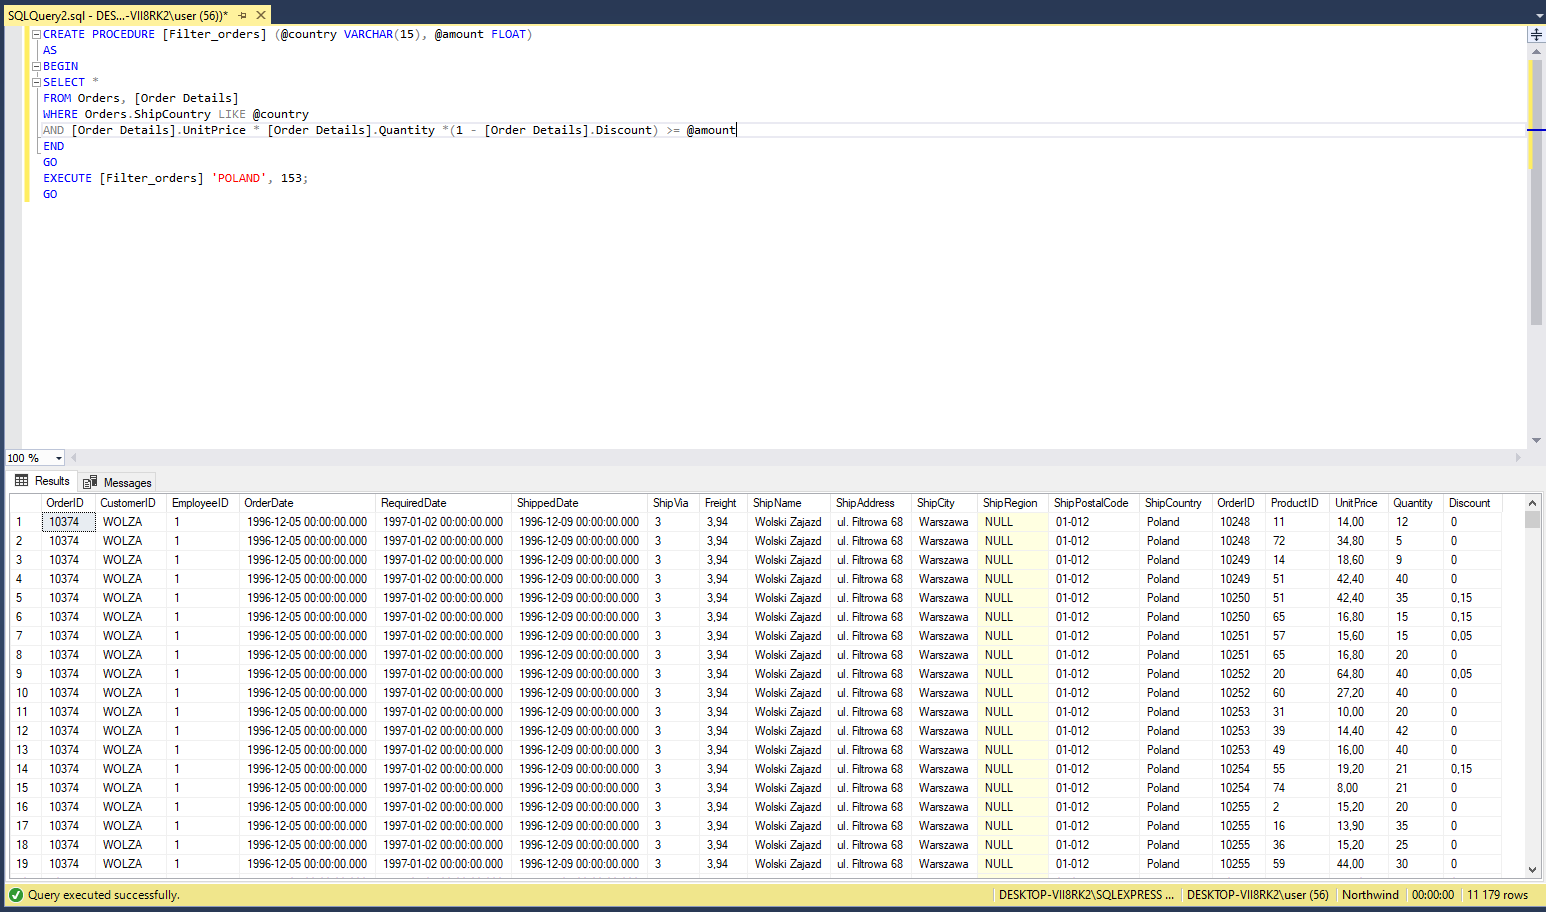 SQLQuery2.sql - DES...-VII8RK2\user (56))*
CREATE PROCEDURE [Filter_orders] (@country VARCHAR(15), @amount FLOAT)
AS
BEGIN
SELECT *
FROM Orders, [Order Details]
WHERE Orders.ShipCountry LIKE @country
AND [Order Details].UnitPrice * [Order Details].Quantity *(1 - [Order Details].Discount) >= @amount
END
GO
EXECUTE [Filter_orders] 'POLAND', 153;
GO
100 %
Results Messages
OrderID CustomerID EmployeeID OrderDate RequiredDate ShippedDate ShipVia Freight ShipName ShipAddress ShipCity ShipRegion ShipPostalCode ShipCountry OrderID ProductID UnitPrice Quantity Discount
1 10374 WOLZA 1 1996-12-05 00:00:00.000 1997-01-02 00:00:00.000 1996-12-09 00:00:00.000 3 3,94 Wolski Zajazd ul. Filtrowa 68 Warszawa NULL 01-012 Poland 10248 11 14,00 12 0
2 10374 WOLZA 1 1996-12-05 00:00:00.000 1997-01-02 00:00:00.000 1996-12-09 00:00:00.000 3 3,94 Wolski Zajazd ul. Filtrowa 68 Warszawa NULL 01-012 Poland 10248 72 34,80 5 0
3 10374 WOLZA 1 1996-12-05 00:00:00.000 1997-01-02 00:00:00.000 1996-12-09 00:00:00.000 3 3,94 Wolski Zajazd ul. Filtrowa 68 Warszawa NULL 01-012 Poland 10249 14 18,60 9 0
4 10374 WOLZA 1 1996-12-05 00:00:00.000 1997-01-02 00:00:00.000 1996-12-09 00:00:00.000 3 3,94 Wolski Zajazd ul. Filtrowa 68 Warszawa NULL 01-012 Poland 10249 51 42,40 40 0
5 10374 WOLZA 1 1996-12-05 00:00:00.000 1997-01-02 00:00:00.000 1996-12-09 00:00:00.000 3 3,94 Wolski Zajazd ul. Filtrowa 68 Warszawa NULL 01-012 Poland 10250 51 42,40 35 0,15
6 10374 WOLZA 1 1996-12-05 00:00:00.000 1997-01-02 00:00:00.000 1996-12-09 00:00:00.000 3 3,94 Wolski Zajazd ul. Filtrowa 68 Warszawa NULL 01-012 Poland 10250 65 16,80 15 0,15
7 10374 WOLZA 1 1996-12-05 00:00:00.000 1997-01-02 00:00:00.000 1996-12-09 00:00:00.000 3 3,94 Wolski Zajazd ul. Filtrowa 68 Warszawa NULL 01-012 Poland 10251 57 15,60 15 0,05
8 10374 WOLZA 1 1996-12-05 00:00:00.000 1997-01-02 00:00:00.000 1996-12-09 00:00:00.000 3 3,94 Wolski Zajazd ul. Filtrowa 68 Warszawa NULL 01-012 Poland 10251 65 16,80 20 0
9 10374 WOLZA 1 1996-12-05 00:00:00.000 1997-01-02 00:00:00.000 1996-12-09 00:00:00.000 3 3,94 Wolski Zajazd ul. Filtrowa 68 Warszawa NULL 01-012 Poland 10252 20 64,80 40 0,05
10 10374 WOLZA 1 1996-12-05 00:00:00.000 1997-01-02 00:00:00.000 1996-12-09 00:00:00.000 3 3,94 Wolski Zajazd ul. Filtrowa 68 Warszawa NULL 01-012 Poland 10252 60 27,20 40 0
11 10374 WOLZA 1 1996-12-05 00:00:00.000 1997-01-02 00:00:00.000 1996-12-09 00:00:00.000 3 3,94 Wolski Zajazd ul. Filtrowa 68 Warszawa NULL 01-012 Poland 10253 31 10,00 20 0
12 10374 WOLZA 1 1996-12-05 00:00:00.000 1997-01-02 00:00:00.000 1996-12-09 00:00:00.000 3 3,94 Wolski Zajazd ul. Filtrowa 68 Warszawa NULL 01-012 Poland 10253 39 14,40 42 0
13 10374 WOLZA 1 1996-12-05 00:00:00.000 1997-01-02 00:00:00.000 1996-12-09 00:00:00.000 3 3,94 Wolski Zajazd ul. Filtrowa 68 Warszawa NULL 01-012 Poland 10253 49 16,00 40 0
14 10374 WOLZA 1 1996-12-05 00:00:00.000 1997-01-02 00:00:00.000 1996-12-09 00:00:00.000 3 3,94 Wolski Zajazd ul. Filtrowa 68 Warszawa NULL 01-012 Poland 10254 55 19,20 21 0,15
15 10374 WOLZA 1 1996-12-05 00:00:00.000 1997-01-02 00:00:00.000 1996-12-09 00:00:00.000 3 3,94 Wolski Zajazd ul. Filtrowa 68 Warszawa NULL 01-012 Poland 10254 74 8,00 21 0
16 10374 WOLZA 1 1996-12-05 00:00:00.000 1997-01-02 00:00:00.000 1996-12-09 00:00:00.000 3 3,94 Wolski Zajazd ul. Filtrowa 68 Warszawa NULL 01-012 Poland 10255 2 15,20 20 0
17 10374 WOLZA 1 1996-12-05 00:00:00.000 1997-01-02 00:00:00.000 1996-12-09 00:00:00.000 3 3,94 Wolski Zajazd ul. Filtrowa 68 Warszawa NULL 01-012 Poland 10255 16 13,90 35 0
18 10374 WOLZA 1 1996-12-05 00:00:00.000 1997-01-02 00:00:00.000 1996-12-09 00:00:00.000 3 3,94 Wolski Zajazd ul. Filtrowa 68 Warszawa NULL 01-012 Poland 10255 36 15,20 25 0
19 10374 WOLZA 1 1996-12-05 00:00:00.000 1997-01-02 00:00:00.000 1996-12-09 00:00:00.000 3 3,94 Wolski Zajazd ul. Filtrowa 68 Warszawa NULL 01-012 Poland 10255 59 44,00 30 0
Query executed successfully. DESKTOP-VII8RK2\SQLEXPRESS ... DESKTOP-VII8RK2\user (56) Northwind 00:00:00 11 179 rows